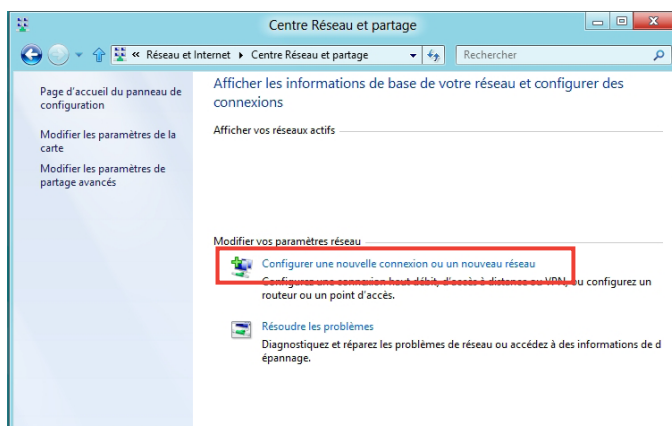 Centre Réseau et partage
« Réseau et Internet Centre Réseau et partage Rechercher
Page d'accueil du panneau de
configuration
Modifier les paramètres de la
carte
Modifier les paramètres de
partage avancés
Afficher les informations de base de votre réseau et configurer des
connexions
Afficher vos réseaux actifs
Modifier vos paramètres réseau
Configurer une nouvelle connexion ou un nouveau réseau
Configurez une connexion haut débit, d'accès à distance ou VPN, ou configurez un
routeur ou un point d'accès.
Résoudre les problèmes
Diagnostiquez et réparez les problèmes de réseau ou accédez à des informations de d
épannage.